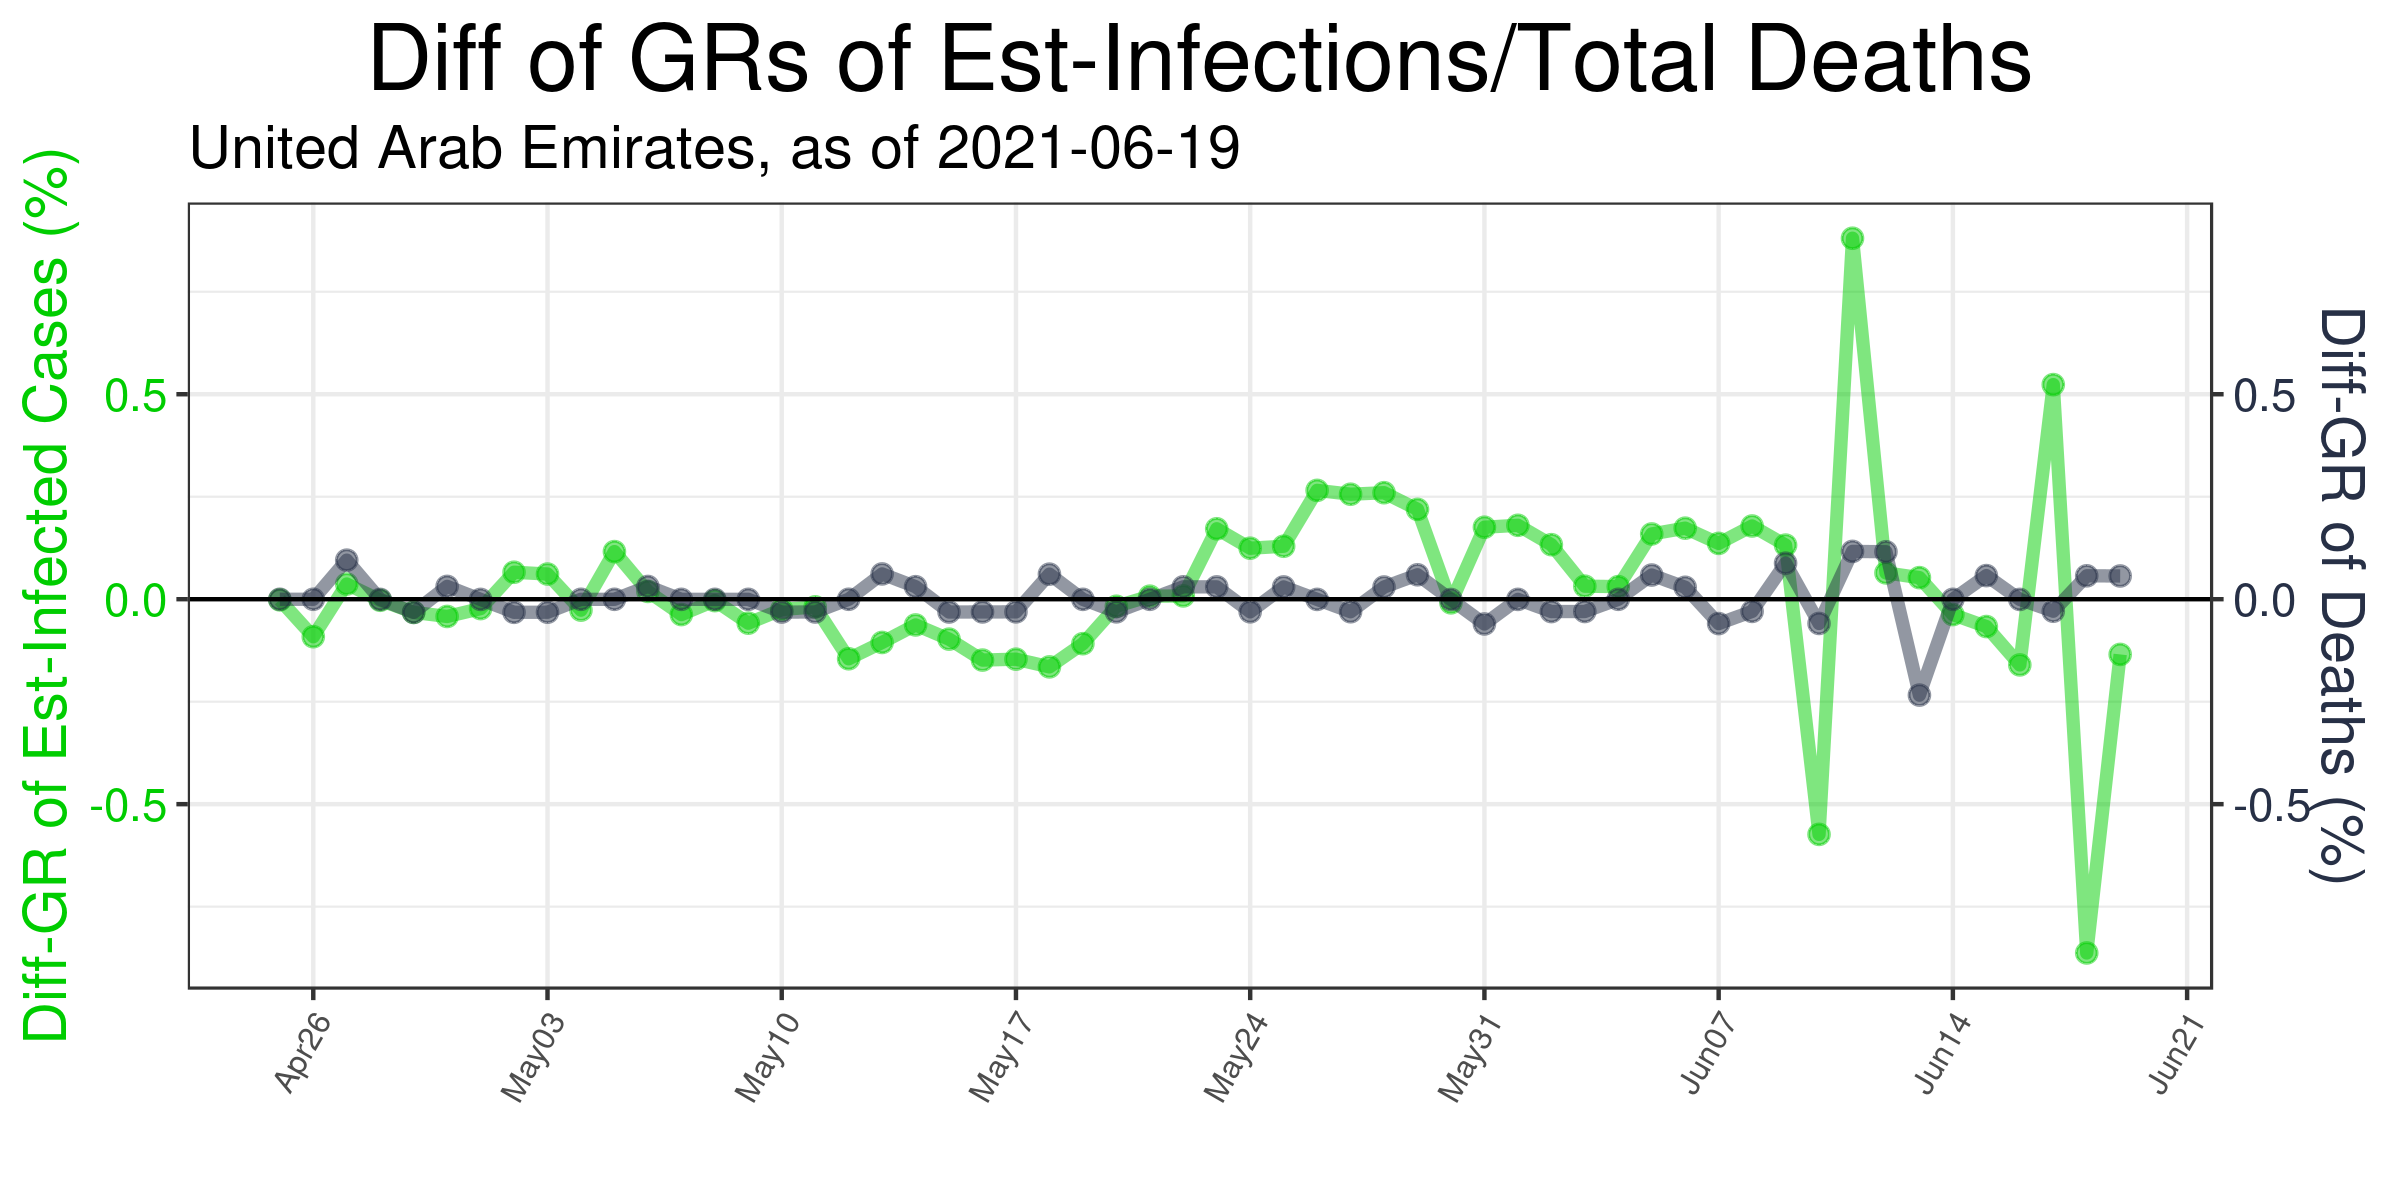 Diff of GRs of Est-Infections/Total Deaths
United Arab Emirates, as of 2021-06-19
Diff-GR of Est-Infected Cases (%)
0.5
0.0
-0.5
0.5
0.0
-0.5
Diff-GR of Deaths (%)
Apr26
May03
May10
May17
May24
May31
Jun07
Jun14
Jun21